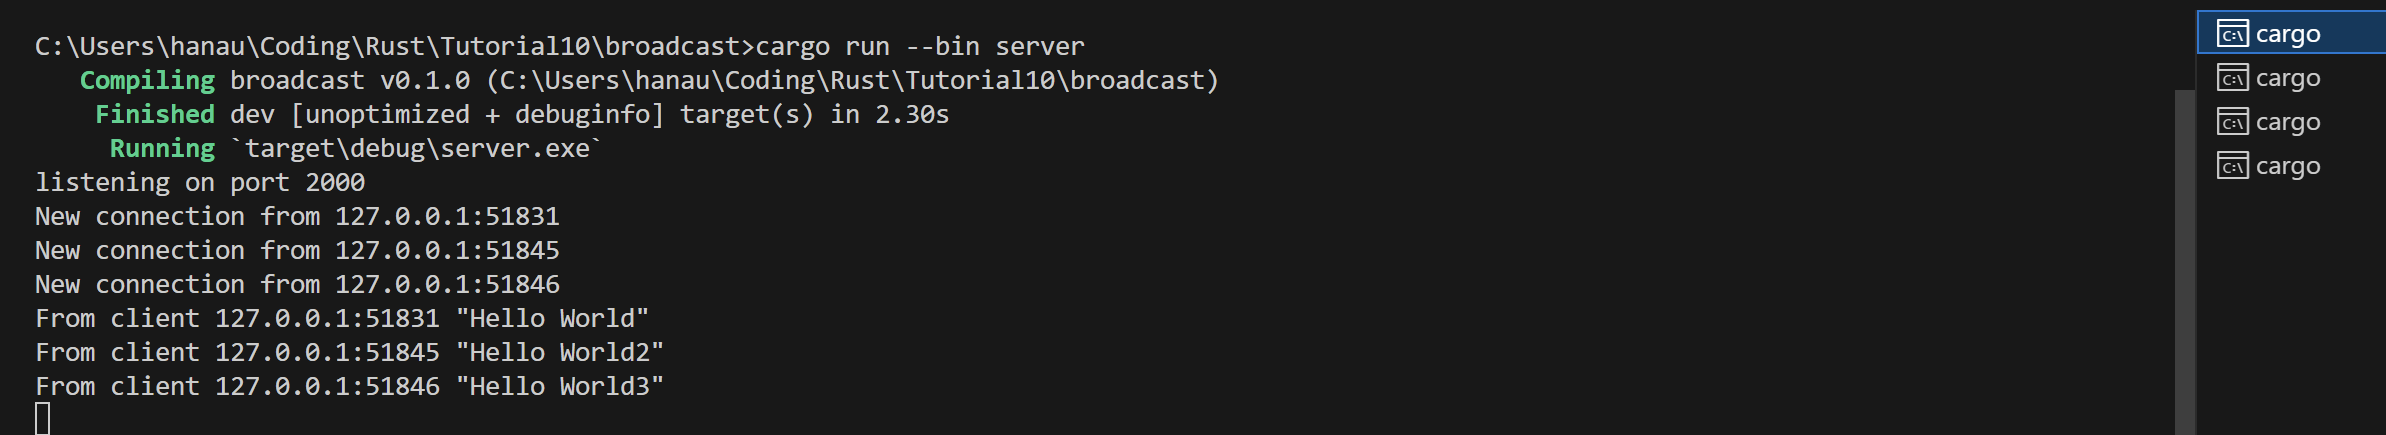 C:\Users\hanau\Coding\Rust\Tutorial10\broadcast>cargo run --bin server
Compiling broadcast v0.1.0 (C:\Users\hanau\Coding\Rust\Tutorial10\broadcast)
Finished dev [unoptimized + debuginfo] target(s) in 2.30s
Running `target\debug\server.exe`
listening on port 2000
New connection from 127.0.0.1:51831
New connection from 127.0.0.1:51845
New connection from 127.0.0.1:51846
From client 127.0.0.1:51831 "Hello World"
From client 127.0.0.1:51845 "Hello World2"
From client 127.0.0.1:51846 "Hello World3"
C:\ cargo
C:\ cargo
C:\ cargo
C:\ cargo